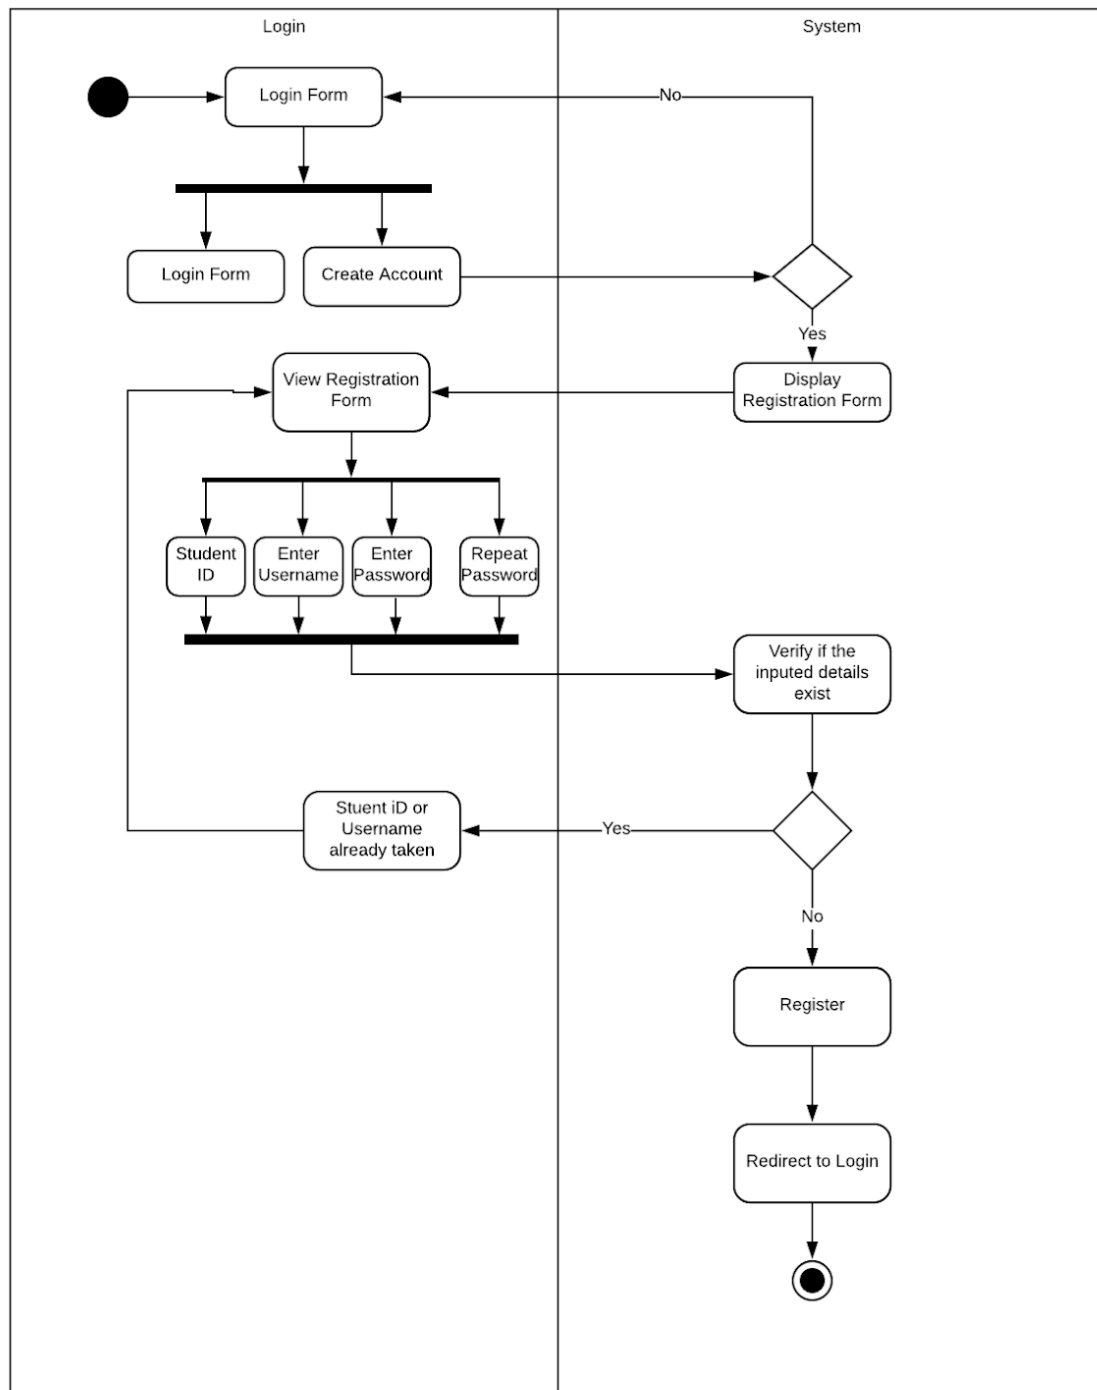 Login
System
Login Form
No
Login Form
Create Account
Yes
View Registration
Form
Display
Registration Form
Student
ID
Enter
Username
Enter
Password
Repeat
Password
Verify if the
inputed details
exist
Stuent iD or
Username
already taken
Yes
No
Register
Redirect to Login